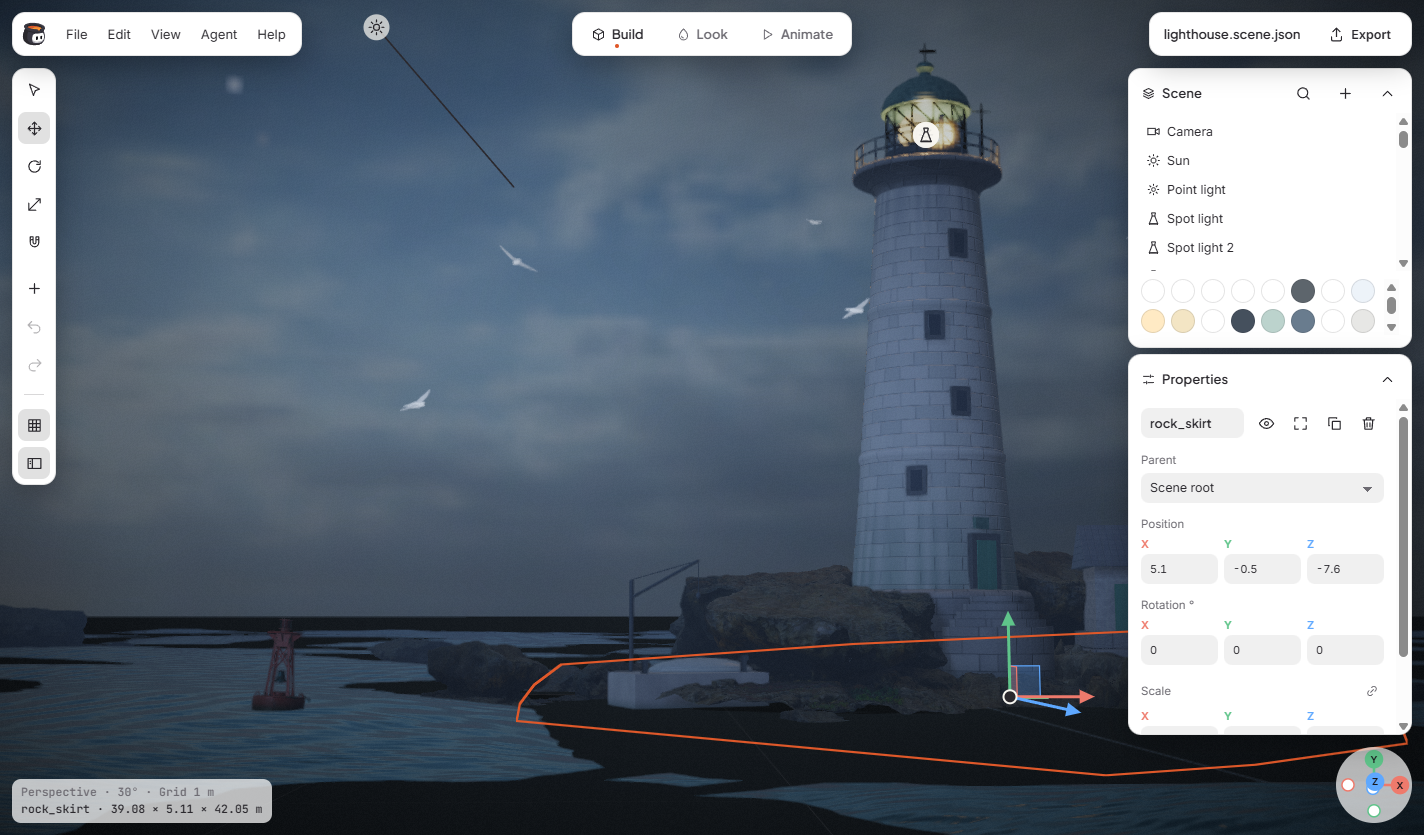 File Edit View Agent Help
Build Look Animate
lighthouse.scene.json Export
Scene
Camera
Sun
Point light
Spot light
Spot light 2
Properties
rock_skirt
Parent
Scene root
Position
X Y Z
5.1 -0.5 -7.6
Rotation °
X Y Z
0 0 0
Scale
X Y Z
Perspective · 30° · Grid 1 m
rock_skirt · 39.08 × 5.11 × 42.05 m
Y
Z
X